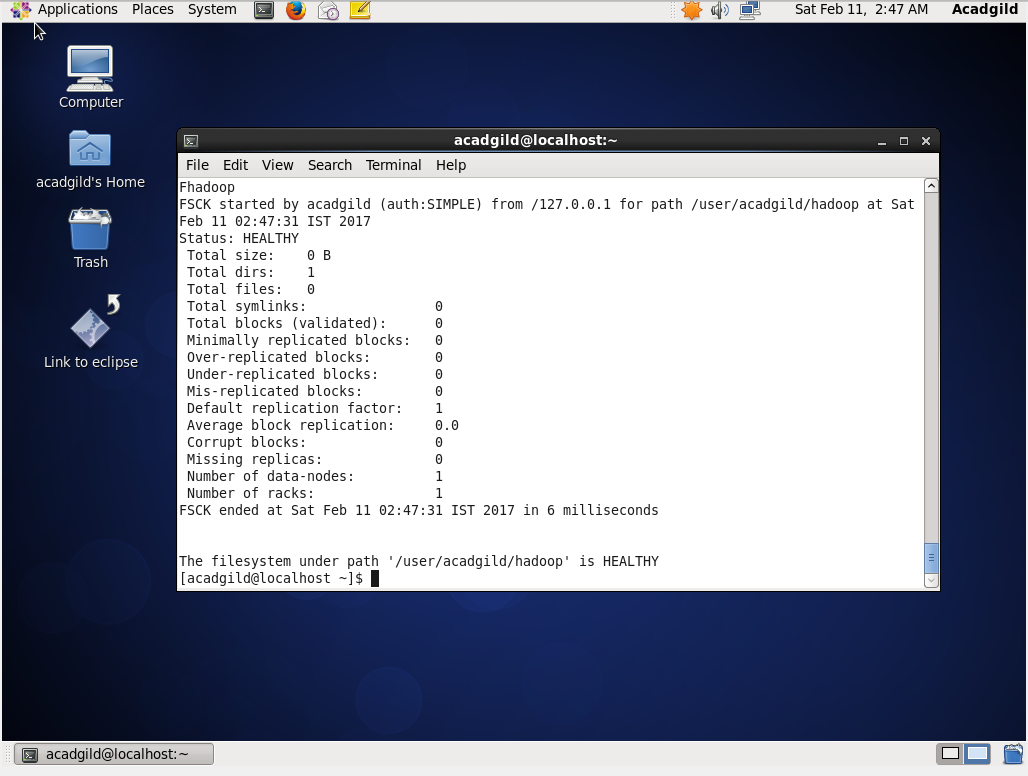 Applications Places System Sat Feb 11, 2:47 AM Acadgild
Computer
acadgild's Home
Trash
Link to eclipse
acadgild@localhost:~
File Edit View Search Terminal Help
Fhadoop
FSCK started by acadgild (auth:SIMPLE) from /127.0.0.1 for path /user/acadgild/hadoop at Sat
Feb 11 02:47:31 IST 2017
Status: HEALTHY
Total size: 0 B
Total dirs: 1
Total files: 0
Total symlinks: 0
Total blocks (validated): 0
Minimally replicated blocks: 0
Over-replicated blocks: 0
Under-replicated blocks: 0
Mis-replicated blocks: 0
Default replication factor: 1
Average block replication: 0.0
Corrupt blocks: 0
Missing replicas: 0
Number of data-nodes: 1
Number of racks: 1
FSCK ended at Sat Feb 11 02:47:31 IST 2017 in 6 milliseconds
The filesystem under path '/user/acadgild/hadoop' is HEALTHY
[acadgild@localhost ~]$
acadgild@localhost:~